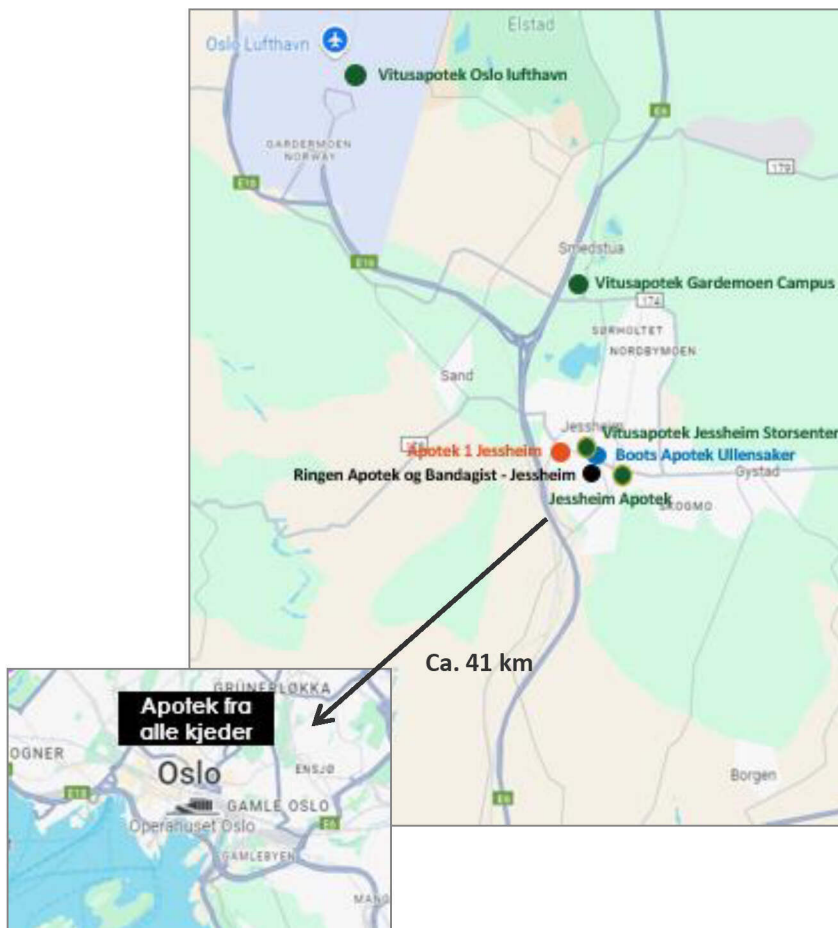 Elstad
Oslo Lufthavn
Vitusapotek Oslo lufthavn
E6
GARDERMOEN
NORWAY
179
E16
Smedstua
E16
Vitusapotek Gardemoen Campus
174
SØRHOLTET
NORDBYMOEN
Sand
Jessheim
Vitusapotek Jessheim Storsenter
Apotek 1 Jessheim
Boots Apotek Ullensaker
Ringen Apotek og Bandagist - Jessheim
Gystad
Jessheim Apotek
SKOGMO
Ca. 41 km
GRÜNERLØKKA
Apotek fra
alle kjeder
OGNER
Oslo
ENSJØ
E18
GAMLE OSLO
Operahuset Oslo
E6
GAMLEBYEN
MANG
Borgen
E6